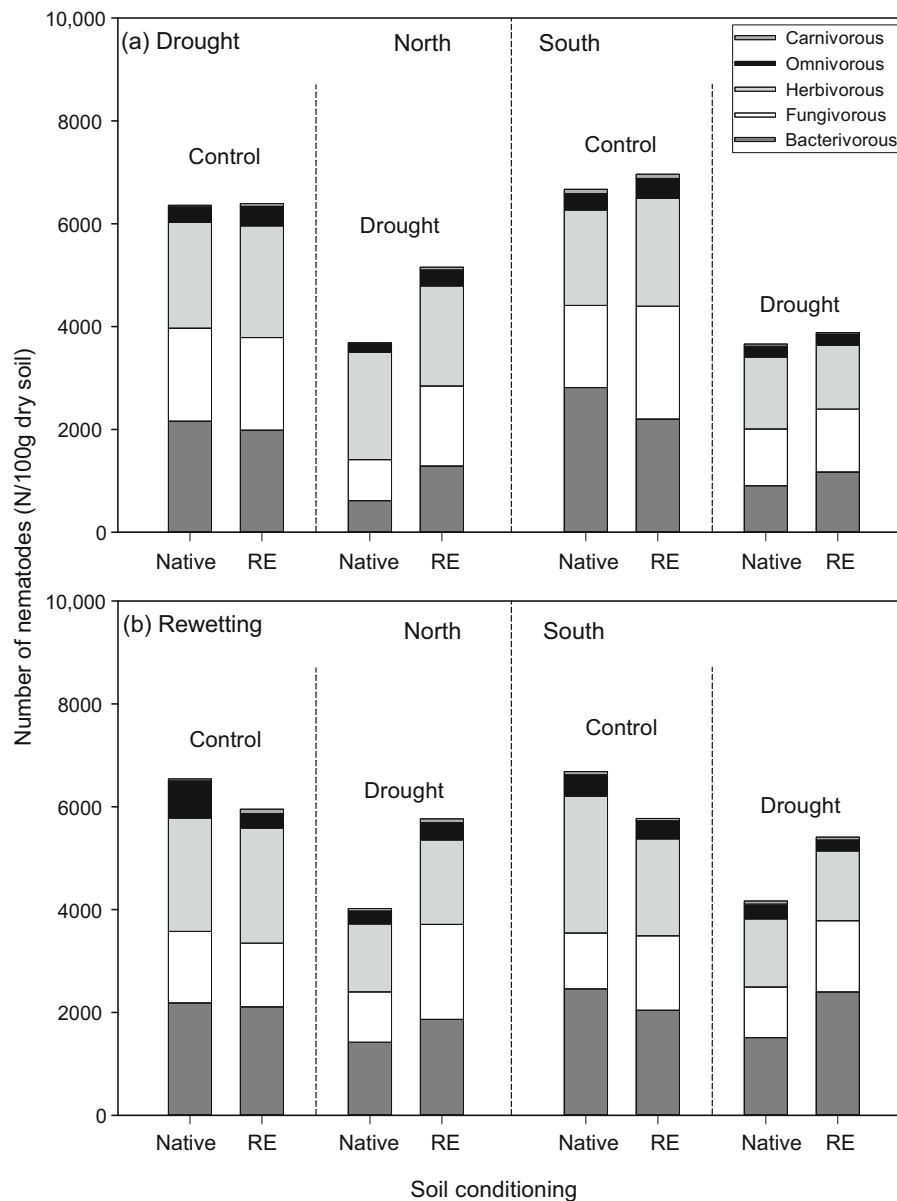 10,000
(a) Drought
North
South
Carnivorous
Omnivorous
Herbivorous
Fungivorous
Bacterivorous
8000
Control
Control
6000
Drought
Drought
4000
2000
0
Native
RE
Native
RE
Native
RE
Native
RE
Number of nematodes (N/100g dry soil)
10,000
(b) Rewetting
North
South
8000
Control
Control
6000
Drought
Drought
4000
2000
0
Native
RE
Native
RE
Native
RE
Native
RE
Soil conditioning